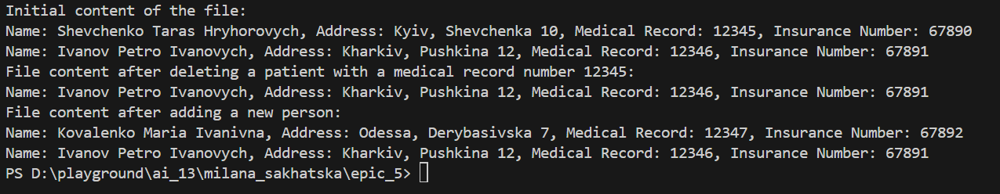 Initial content of the file:
Name: Shevchenko Taras Hryhorovych, Address: Kyiv, Shevchenka 10, Medical Record: 12345, Insurance Number: 67890
Name: Ivanov Petro Ivanovych, Address: Kharkiv, Pushkina 12, Medical Record: 12346, Insurance Number: 67891
File content after deleting a patient with a medical record number 12345:
Name: Ivanov Petro Ivanovych, Address: Kharkiv, Pushkina 12, Medical Record: 12346, Insurance Number: 67891
File content after adding a new person:
Name: Kovalenko Maria Ivanivna, Address: Odessa, Derybasivska 7, Medical Record: 12347, Insurance Number: 67892
Name: Ivanov Petro Ivanovych, Address: Kharkiv, Pushkina 12, Medical Record: 12346, Insurance Number: 67891
PS D:\playground\ai_13\milana_sakhatska\epic_5>